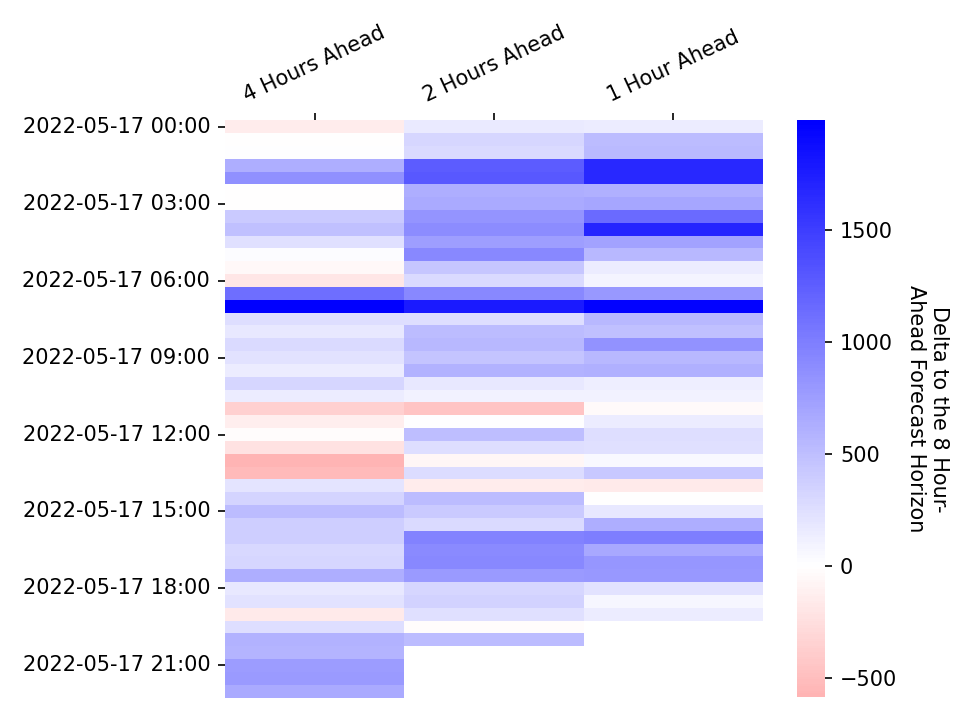 4 Hours Ahead
2 Hours Ahead
1 Hour Ahead
2022-05-17 00:00
2022-05-17 03:00
2022-05-17 06:00
2022-05-17 09:00
2022-05-17 12:00
2022-05-17 15:00
2022-05-17 18:00
2022-05-17 21:00
1500
1000
500
0
−500
Delta to the 8 Hour-
Ahead Forecast Horizon